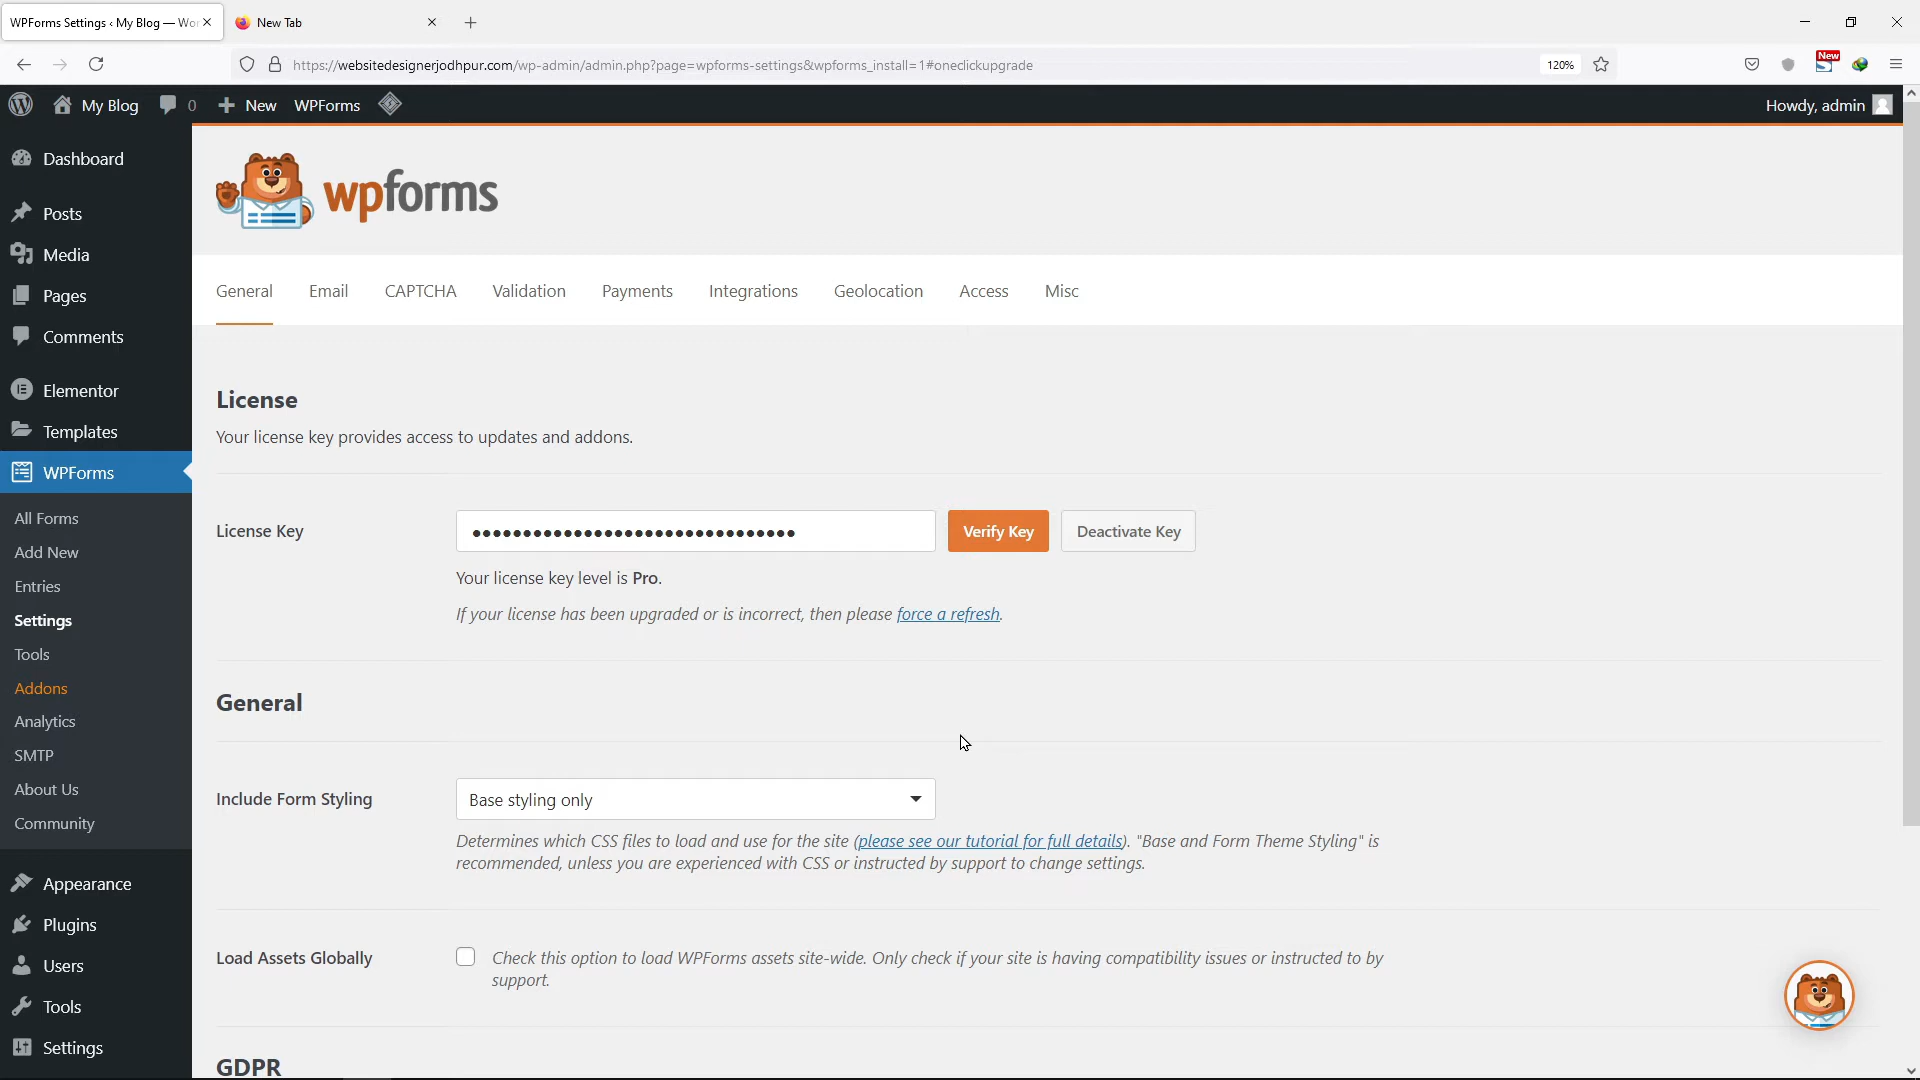 WPForms Settings ‹ My Blog — Wo
New Tab
https://websitedesignerjodhpur.com/wp-admin/admin.php?page=wpforms-settings&wpforms_install=1#oneclickupgrade
120%
New
My Blog
0
New
WPForms
Howdy, admin
Dashboard
Posts
Media
Pages
Comments
Elementor
Templates
WPForms
All Forms
Add New
Entries
Settings
Tools
Addons
Analytics
SMTP
About Us
Community
Appearance
Plugins
Users
Tools
Settings
wpforms
General
Email
CAPTCHA
Validation
Payments
Integrations
Geolocation
Access
Misc
License
Your license key provides access to updates and addons.
License Key
••••••••••••••••••••••••••••••••
Verify Key
Deactivate Key
Your license key level is Pro.
If your license has been upgraded or is incorrect, then please force a refresh.
General
Include Form Styling
Base styling only
Determines which CSS files to load and use for the site (please see our tutorial for full details). "Base and Form Theme Styling" is
recommended, unless you are experienced with CSS or instructed by support to change settings.
Load Assets Globally
Check this option to load WPForms assets site-wide. Only check if your site is having compatibility issues or instructed to by
support.
GDPR